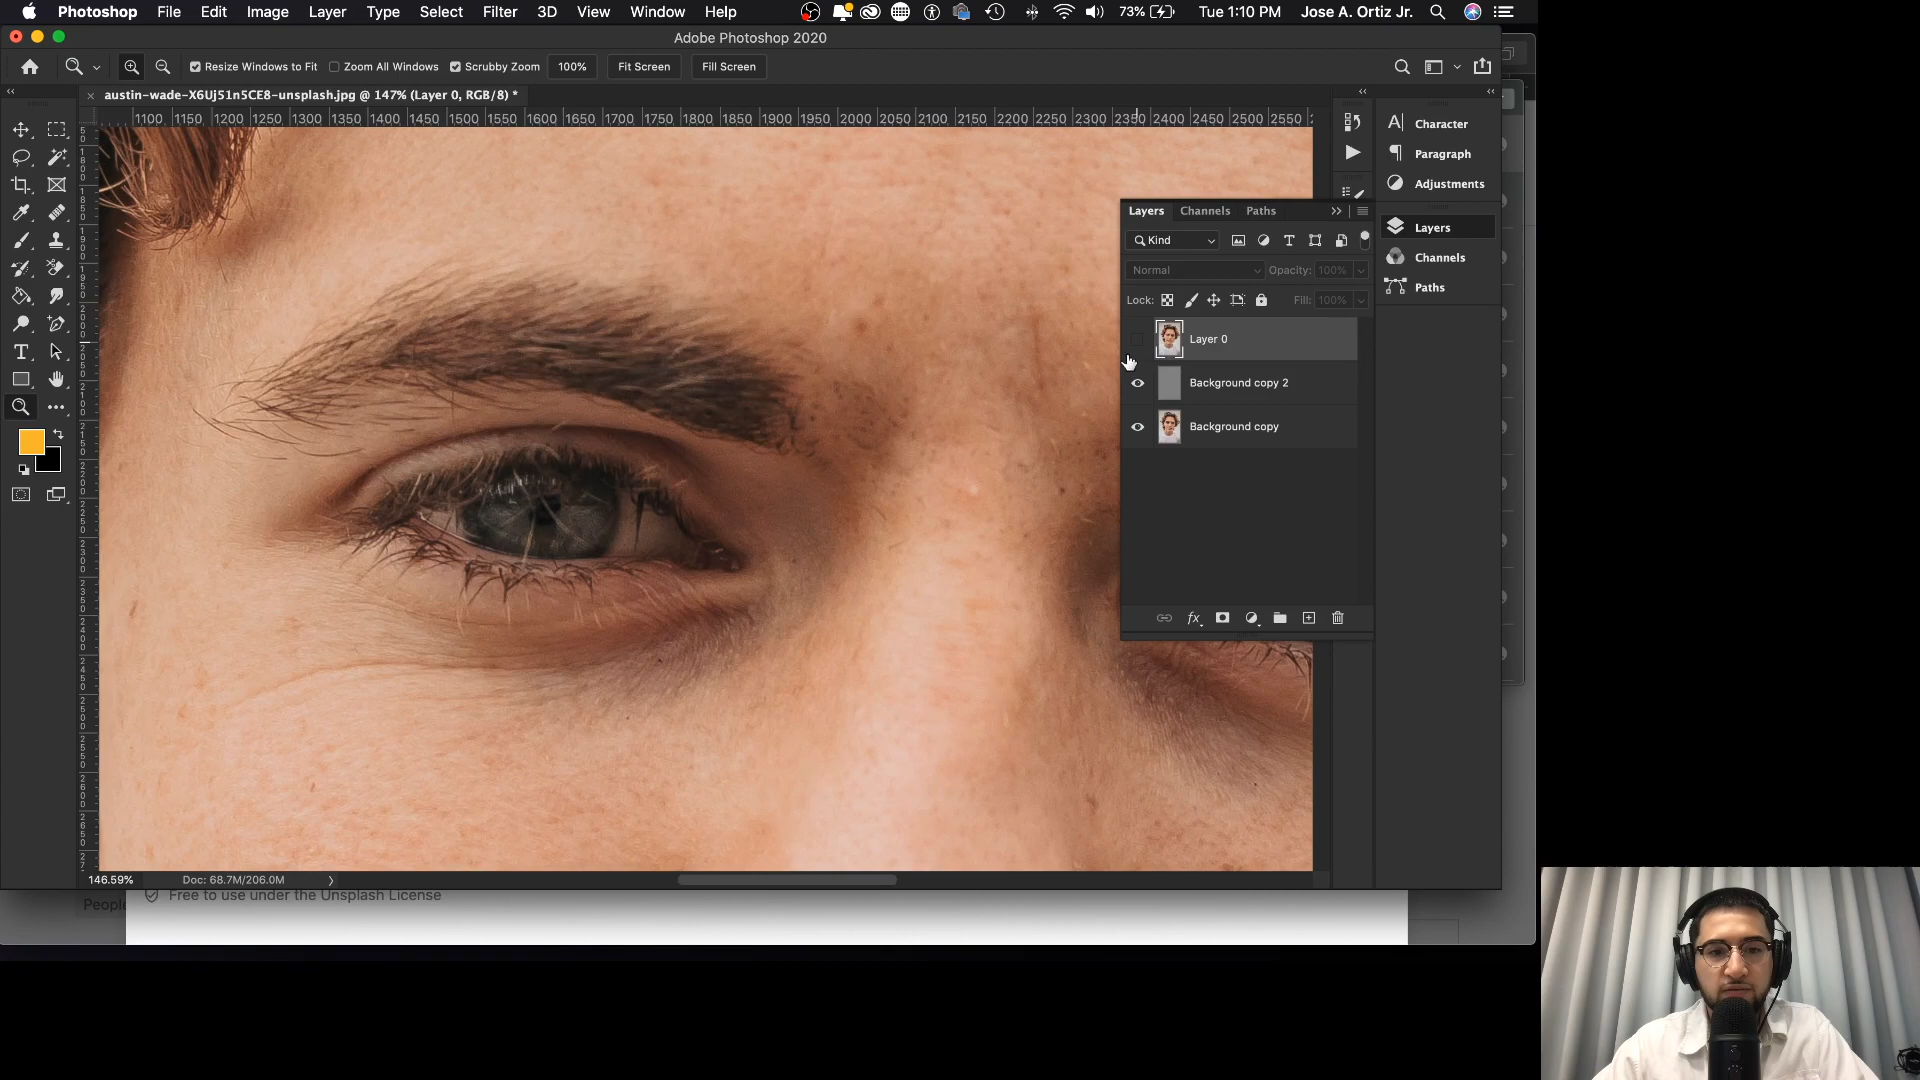 Photoshop File Edit Image Layer Type Select Filter 3D View Window Help 73% Tue 1:10 PM Jose A. Ortiz Jr.
Adobe Photoshop 2020
Resize Windows to Fit Zoom All Windows Scrubby Zoom 100% Fit Screen Fill Screen
austin-wade-X6Uj51n5CE8-unsplash.jpg @ 147% (Layer 0, RGB/8) *
1100 1150 1200 1250 1300 1350 1400 1450 1500 1550 1600 1650 1700 1750 1800 1850 1900 1950 2000 2050 2100 2150 2200 2250 2300 2350 2400 2450 2500 2550
Character
Paragraph
Adjustments
Layers
Channels
Paths
Layers Channels Paths
Kind
Normal Opacity: 100%
Lock: Fill: 100%
Layer 0
Background copy 2
Background copy
fx
146.59% Doc: 68.7M/206.0M
People Free to use under the Unsplash License